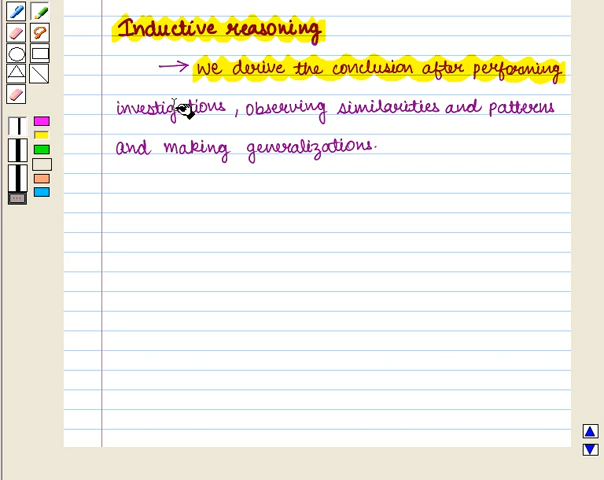 Inductive reasoning
→ We derive the conclusion after performing
investigations, observing similarities and patterns
and making generalizations.